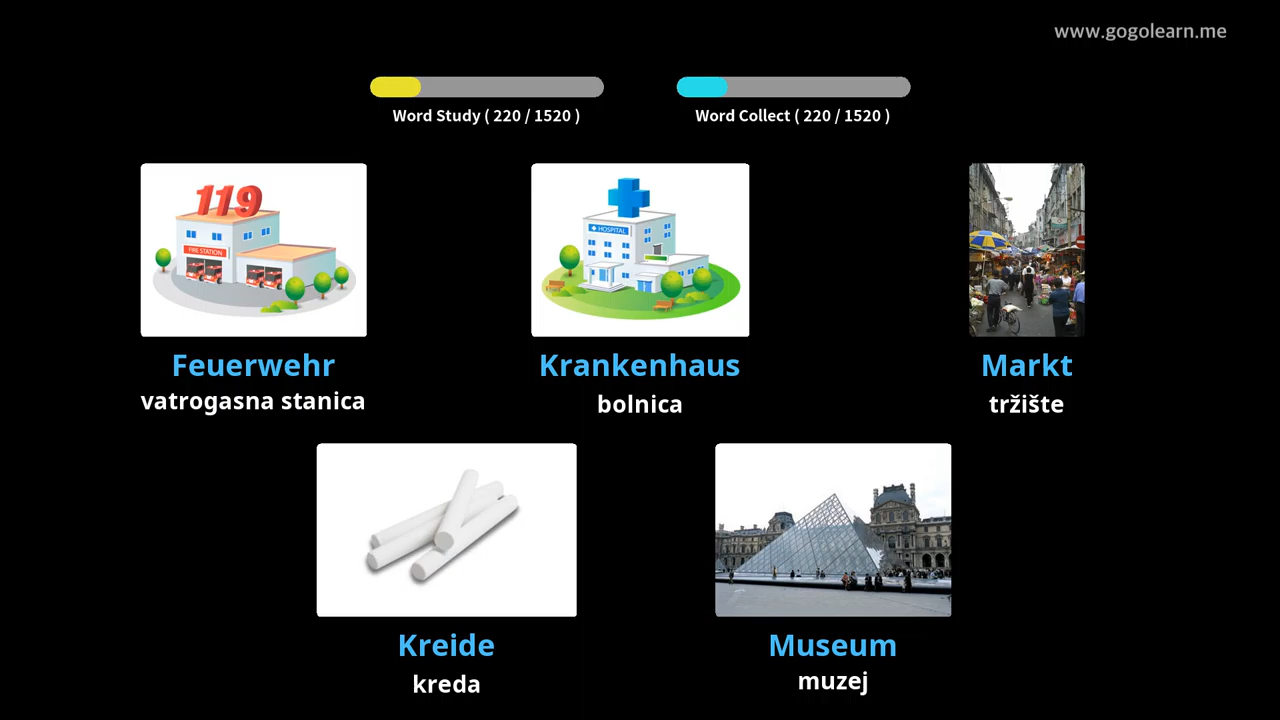 www.gogolearn.me
Word Study ( 220 / 1520 )
Word Collect ( 220 / 1520 )
119
FIRE STATION
HOSPITAL
Feuerwehr
Krankenhaus
Markt
vatrogasna stanica
bolnica
tržište
Kreide
Museum
kreda
muzej